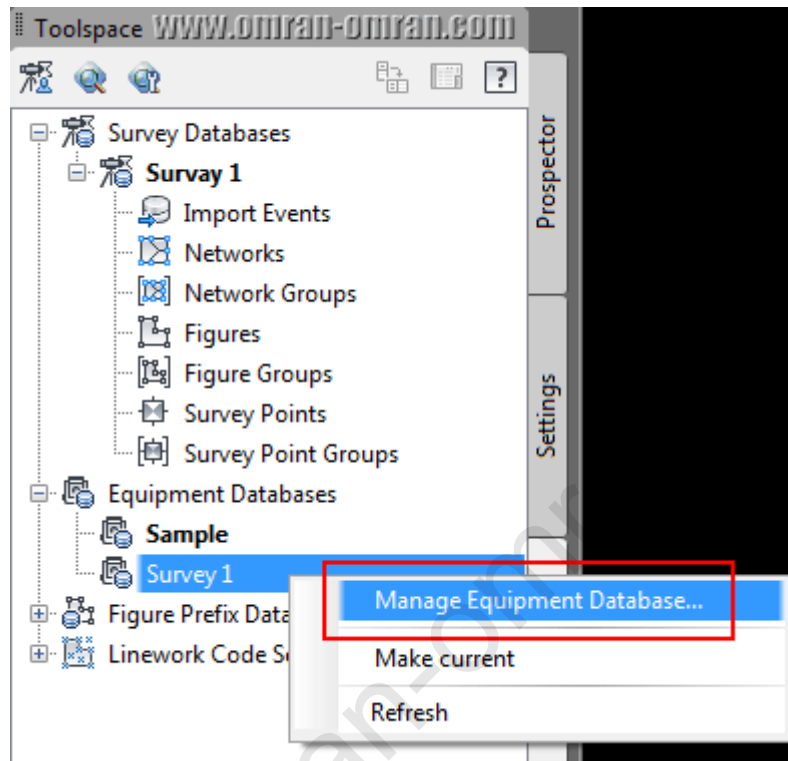 Toolspace www.omran-omran.com
Survey Databases
Survay 1
Import Events
Networks
Network Groups
Figures
Figure Groups
Survey Points
Survey Point Groups
Equipment Databases
Sample
Survey 1
Figure Prefix Data
Linework Code S
Manage Equipment Database...
Make current
Refresh
Prospector
Settings
an-omr